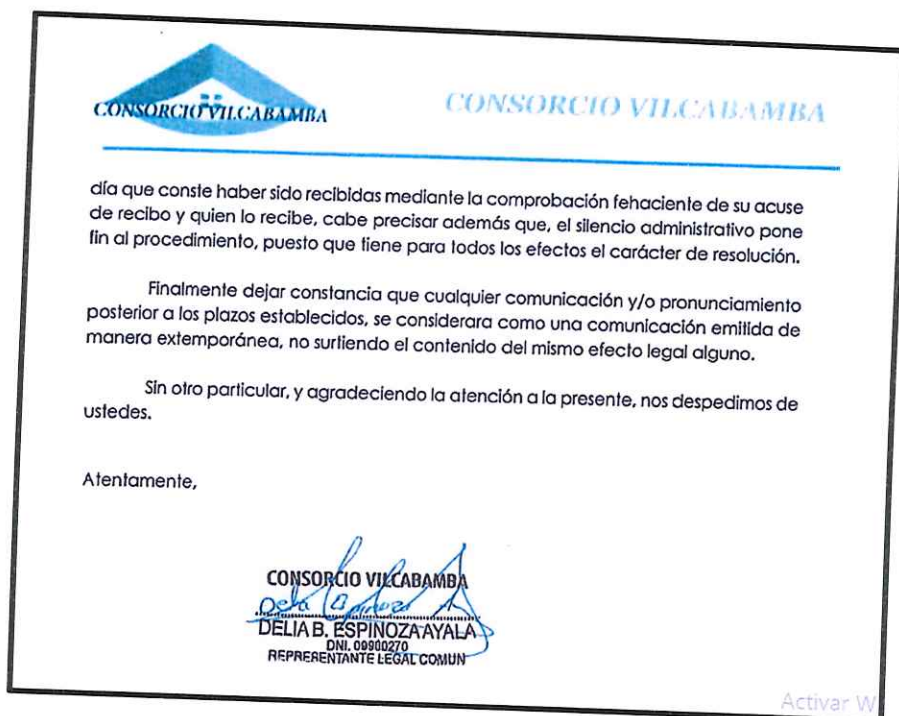 CONSORCIO VILCABAMBA
CONSORCIO VILCABAMBA
día que conste haber sido recibidas mediante la comprobación fehaciente de su acuse
de recibo y quien lo recibe, cabe precisar además que, el silencio administrativo pone
fin al procedimiento, puesto que tiene para todos los efectos el carácter de resolución.
Finalmente dejar constancia que cualquier comunicación y/o pronunciamiento
posterior a los plazos establecidos, se considerara como una comunicación emitida de
manera extemporánea, no surtiendo el contenido del mismo efecto legal alguno.
Sin otro particular, y agradeciendo la atención a la presente, nos despedimos de
ustedes.
Atentamente,
CONSORCIO VILCABAMBA
DELIA B. ESPINOZA AYALA
DNI. 09900270
REPRESENTANTE LEGAL COMUN
Activar W